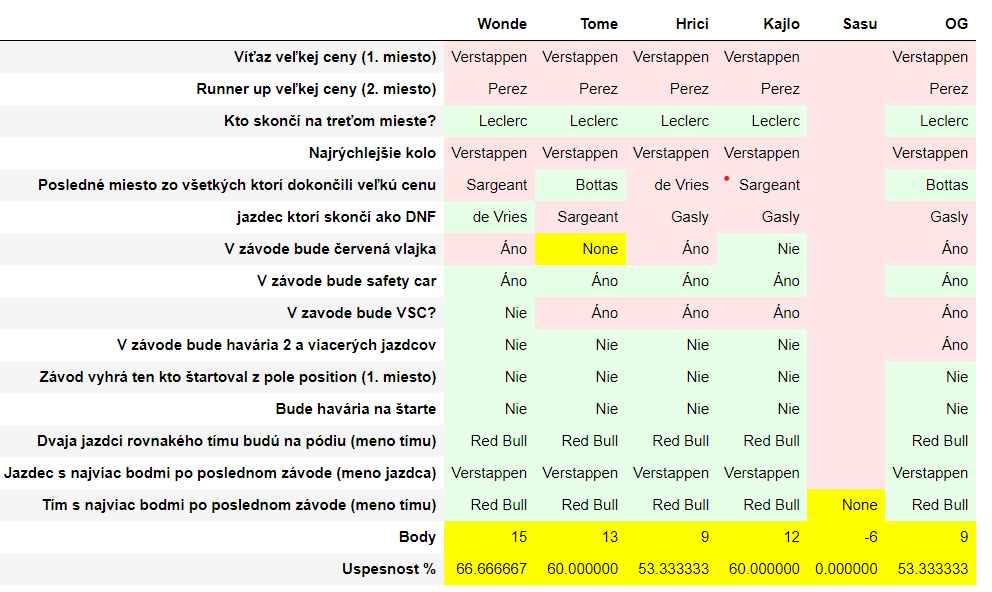 Wonde Tome Hrici Kajlo Sasu OG
Víťaz veľkej ceny (1. miesto) Verstappen Verstappen Verstappen Verstappen Verstappen
Runner up veľkej ceny (2. miesto) Perez Perez Perez Perez Perez
Kto skončí na treťom mieste? Leclerc Leclerc Leclerc Leclerc Leclerc
Najrýchlejšie kolo Verstappen Verstappen Verstappen Verstappen Verstappen
Posledné miesto zo všetkých ktorí dokončili veľkú cenu Sargeant Bottas de Vries Sargeant Bottas
jazdec ktorí skončí ako DNF de Vries Sargeant Gasly Gasly Gasly
V závode bude červená vlajka Áno None Áno Nie Áno
V závode bude safety car Áno Áno Áno Áno Áno
V zavode bude VSC? Nie Áno Áno Áno Áno
V závode bude havária 2 a viacerých jazdcov Nie Nie Nie Nie Áno
Závod vyhrá ten kto štartoval z pole position (1. miesto) Nie Nie Nie Nie Nie
Bude havária na štarte Nie Nie Nie Nie Nie
Dvaja jazdci rovnakého tímu budú na pódiu (meno tímu) Red Bull Red Bull Red Bull Red Bull Red Bull
Jazdec s najviac bodmi po poslednom závode (meno jazdca) Verstappen Verstappen Verstappen Verstappen Verstappen
Tím s najviac bodmi po poslednom závode (meno tímu) Red Bull Red Bull Red Bull Red Bull None Red Bull
Body 15 13 9 12 -6 9
Uspesnost % 66.666667 60.000000 53.333333 60.000000 0.000000 53.333333